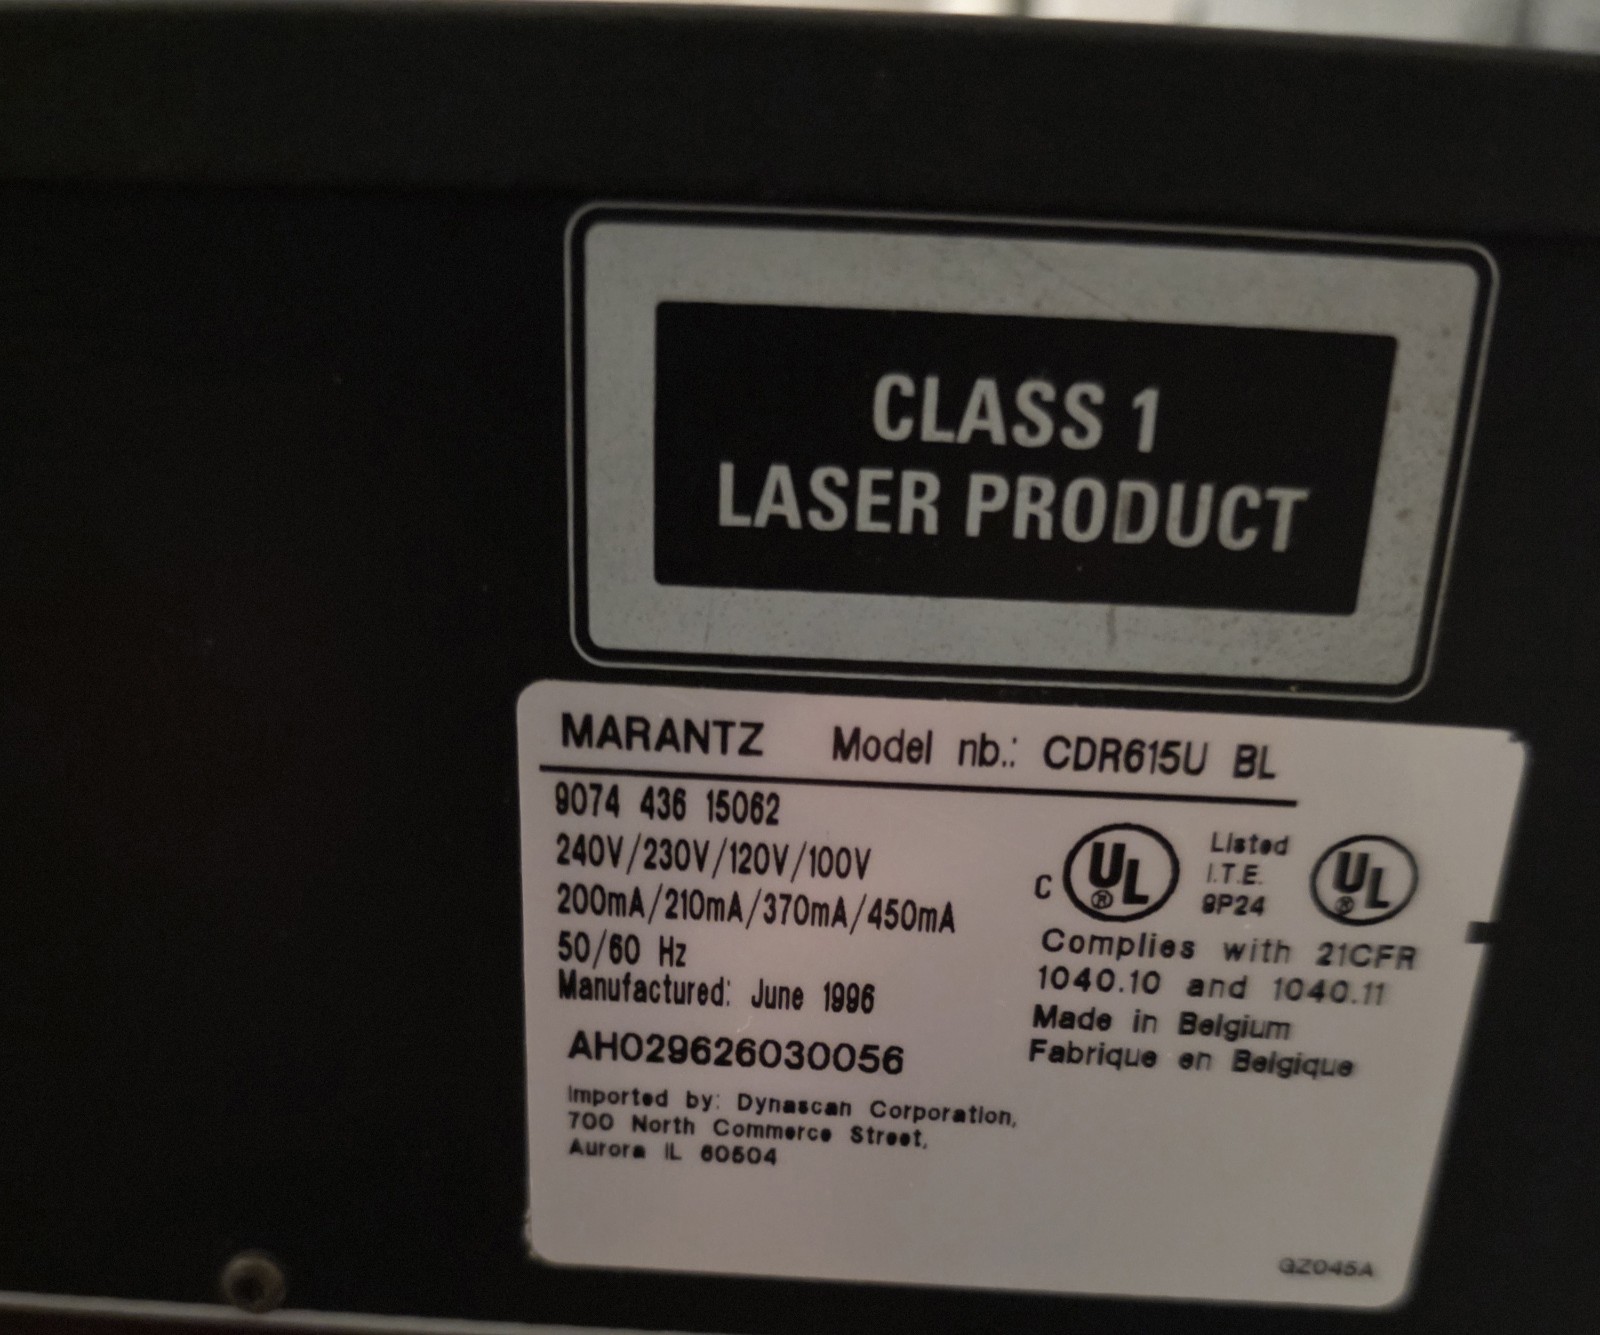 CLASS 1
LASER PRODUCT
MARANTZ Model nb.: CDR615U BL
9074 436 15062
240V/230V/120V/100V
200mA/210mA/370mA/450mA
50/60 Hz
Manufactured: June 1996
AH029626030056
Imported by: Dynascan Corporation,
700 North Commerce Street,
Aurora IL 60504
C UL ® Listed UL ®
I.T.E.
9P24
Complies with 21CFR
1040.10 and 1040.11
Made in Belgium
Fabrique en Belgique
QZ045A